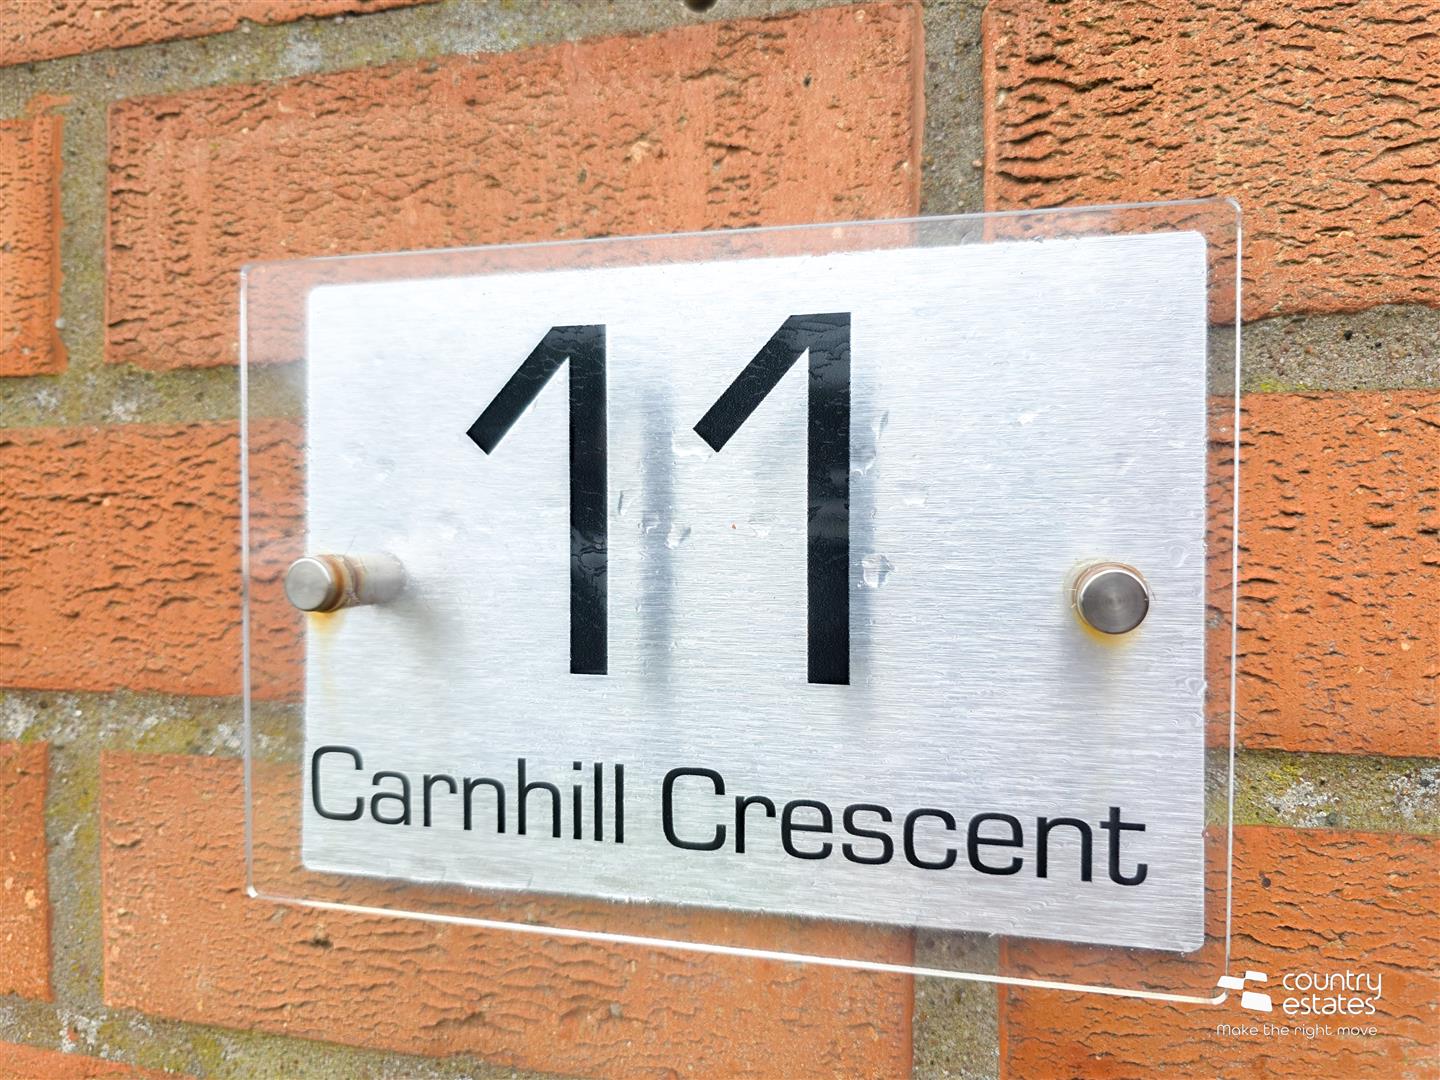 11
Carnhill Crescent
country
estates
Make the right move